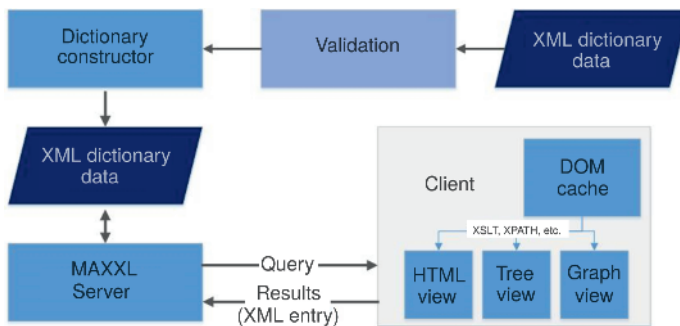 Dictionary
constructor
Validation
XML dictionary
data
XML dictionary
data
Client
DOM
cache
XSLT, XPATH, etc.
MAXXL
Server
Query
Results
(XML entry)
HTML
view
Tree
view
Graph
view